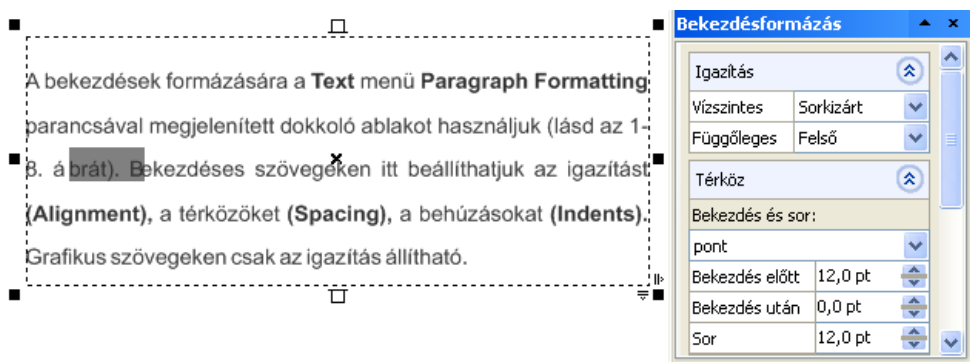 A bekezdések formázására a Text menü Paragraph Formatting
parancsával megjelenített dokkoló ablakot használjuk (lásd az 1-
8. ábrát). Bekezdéses szövegeken itt beállíthatjuk az igazítást
(Alignment), a térközöket (Spacing), a behúzásokat (Indents).
Grafikus szövegeken csak az igazítás állítható.
Bekezdésformázás
Igazítás
Vízszintes Sorkizárt
Függőleges Felső
Térköz
Bekezdés és sor:
pont
Bekezdés előtt 12,0 pt
Bekezdés után 0,0 pt
Sor 12,0 pt